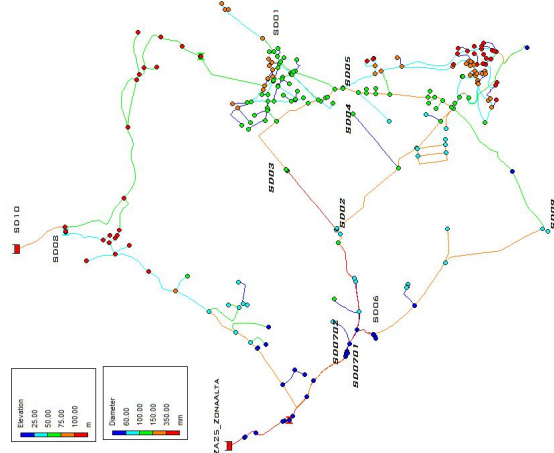 SD01
SD05
SD04
SD03
SD02
SD10
SD08
SD09
SD06
SD0702
SD0701
ZA25_ZONAALTA
Elevation
25.00
50.00
75.00
100.00
m
Diameter
60.00
100.00
150.00
350.00
mm